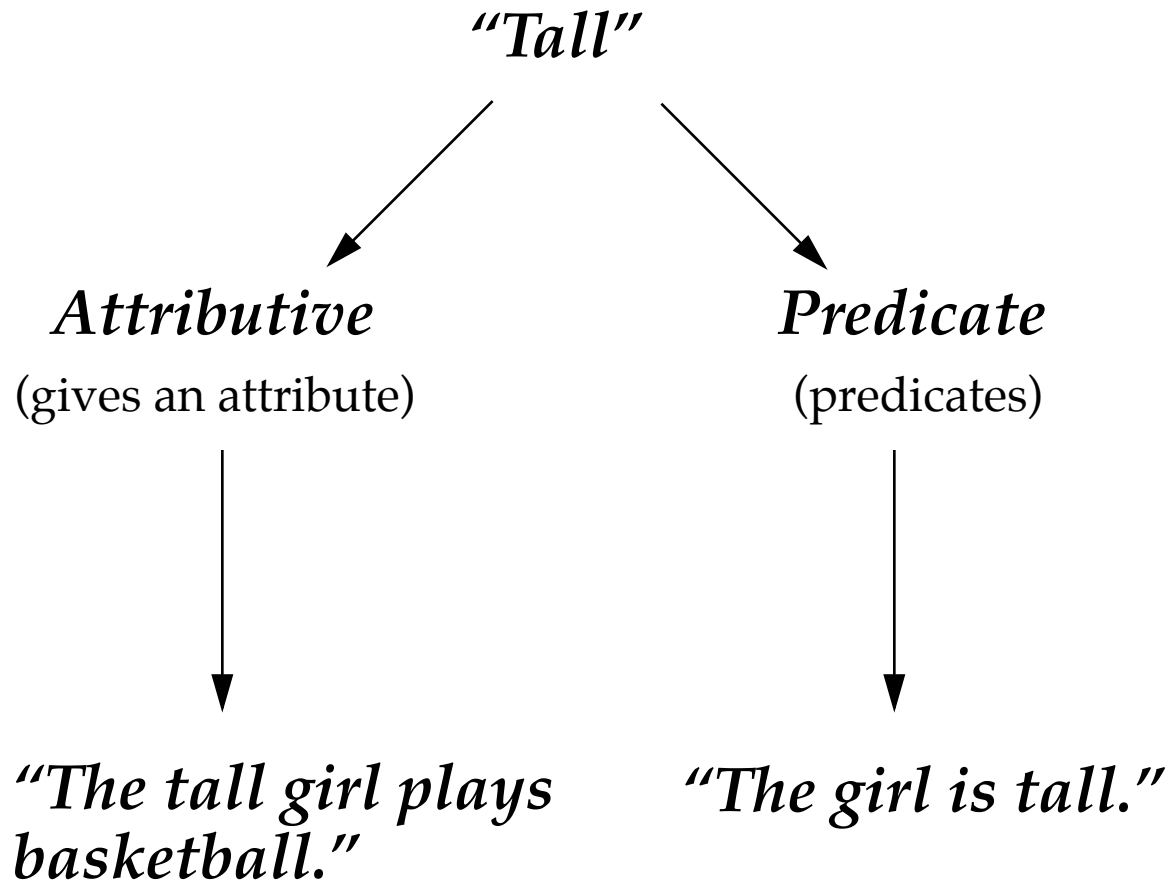 “Tall”
Attributive
Predicate
(gives an attribute)
(predicates)
“The tall girl plays
basketball.”
“The girl is tall.”